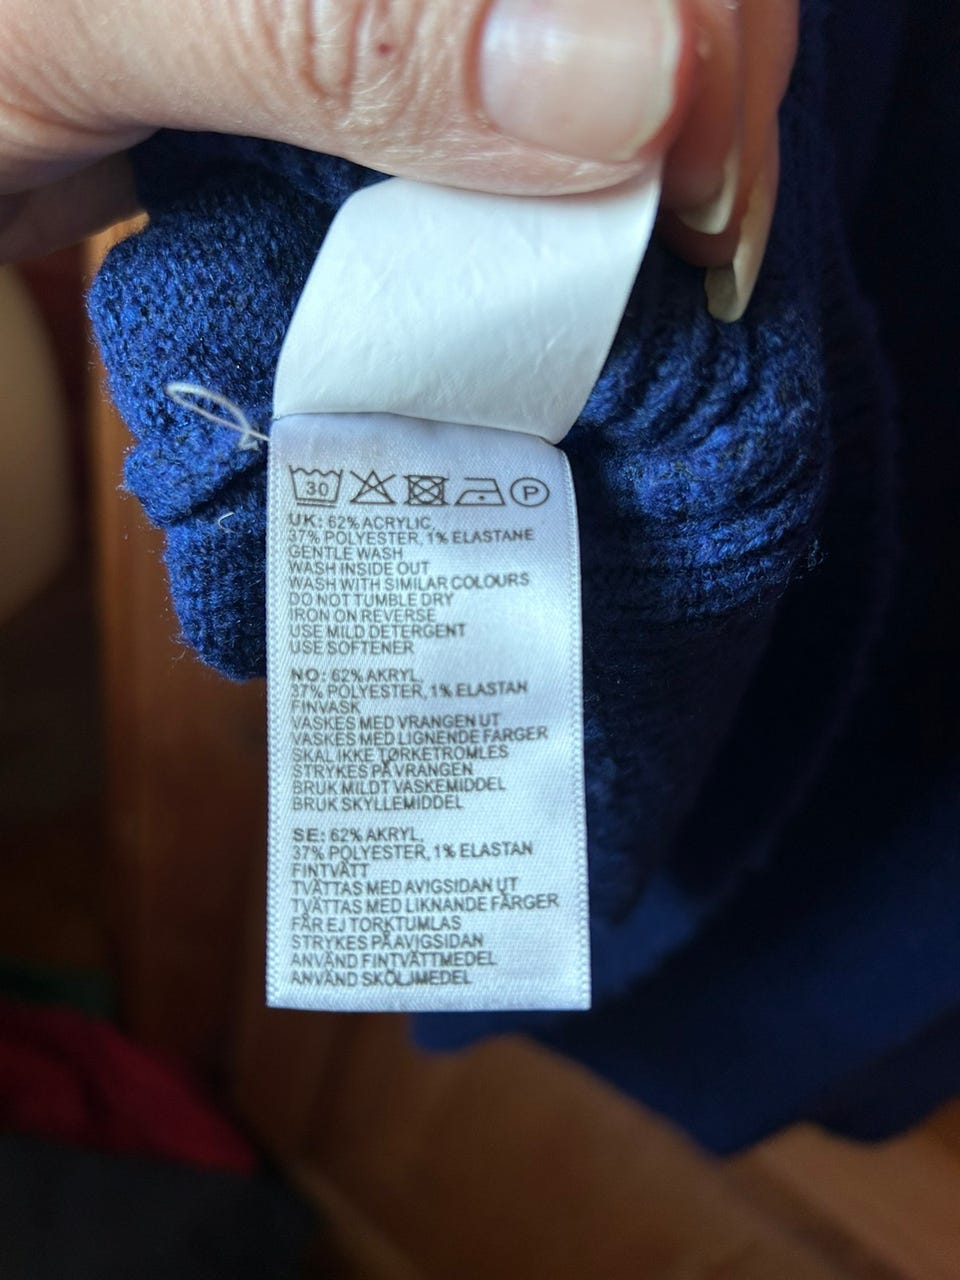 30 P
UK: 62% ACRYLIC,
37% POLYESTER, 1% ELASTANE
GENTLE WASH
WASH INSIDE OUT
WASH WITH SIMILAR COLOURS
DO NOT TUMBLE DRY
IRON ON REVERSE
USE MILD DETERGENT
USE SOFTENER
NO: 62% AKRYL,
37% POLYESTER, 1% ELASTAN
FINVASK
VASKES MED VRANGEN UT
VASKES MED LIGNENDE FARGER
SKAL IKKE TØRKETROMLES
STRYKES PÅ VRANGEN
BRUK MILDT VASKEMIDDEL
BRUK SKYLLEMIDDEL
SE: 62% AKRYL,
37% POLYESTER, 1% ELASTAN
FINTVÄTT
TVÄTTAS MED AVIGSIDAN UT
TVÄTTAS MED LIKNANDE FÄRGER
FÅR EJ TORKTUMLAS
STRYKES PÅ AVIGSIDAN
ANVÄND FINTVÄTTMEDEL
ANVÄND SKÖLJMEDEL